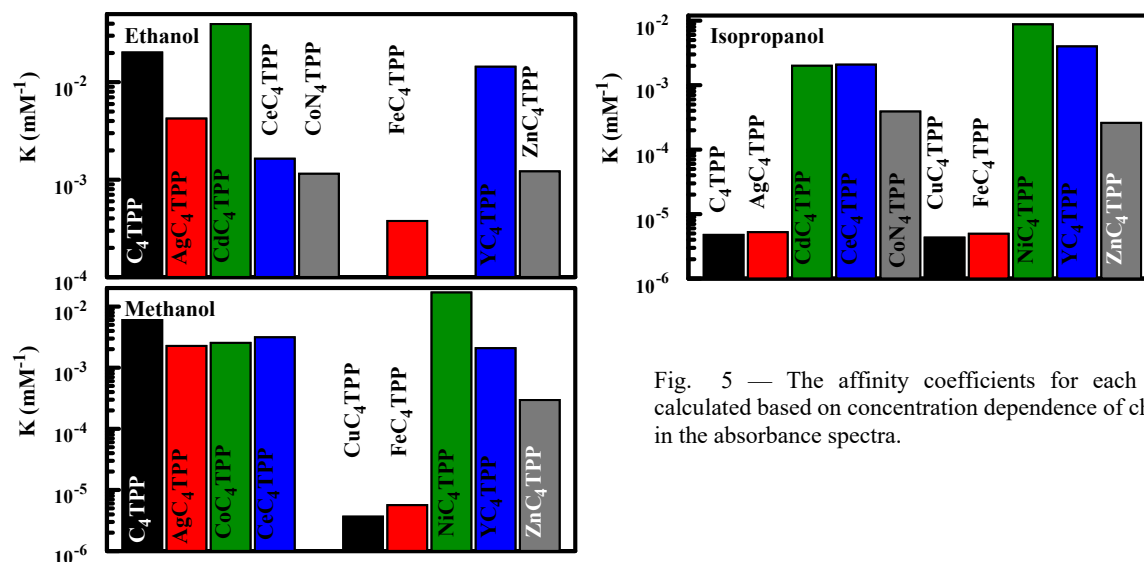 Ethanol
K (mM⁻¹)
10⁻²
10⁻³
10⁻⁴
C₄TPP
AgC₄TPP
CdC₄TPP
CeC₄TPP
CoN₄TPP
FeC₄TPP
YC₄TPP
ZnC₄TPP
Methanol
K (mM⁻¹)
10⁻²
10⁻³
10⁻⁴
10⁻⁵
10⁻⁶
C₄TPP
AgC₄TPP
CoC₄TPP
CeC₄TPP
CuC₄TPP
FeC₄TPP
NiC₄TPP
YC₄TPP
ZnC₄TPP
Isopropanol
K (mM⁻¹)
10⁻²
10⁻³
10⁻⁴
10⁻⁵
10⁻⁶
C₄TPP
AgC₄TPP
CdC₄TPP
CeC₄TPP
CoN₄TPP
CuC₄TPP
FeC₄TPP
NiC₄TPP
YC₄TPP
ZnC₄TPP
Fig. 5 — The affinity coefficients for each
calculated based on concentration dependence of
in the absorbance spectra.